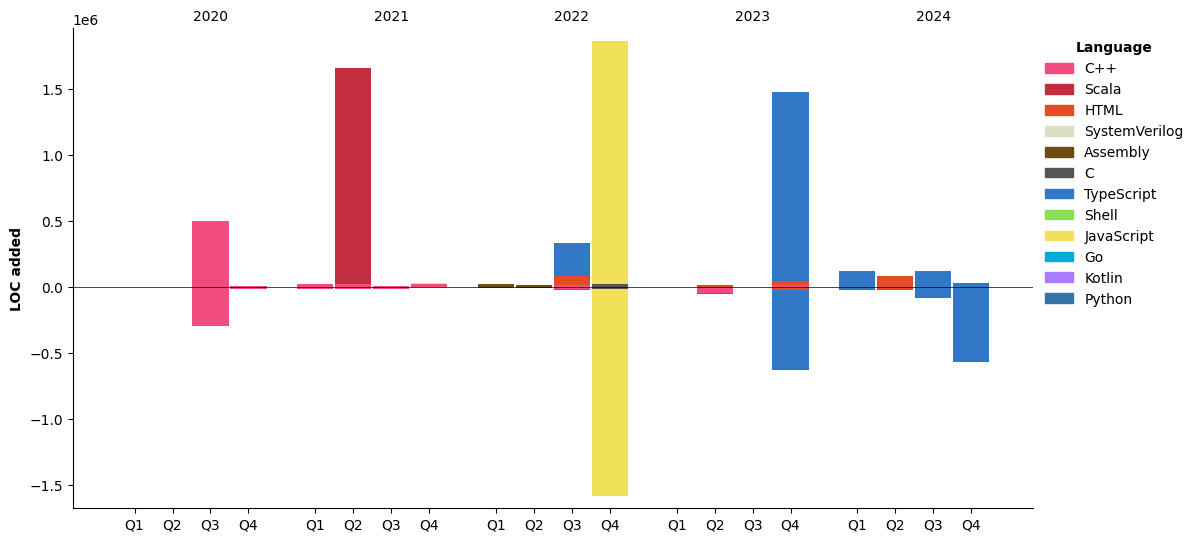 1e6
2020 2021 2022 2023 2024
Language
C++
Scala
HTML
SystemVerilog
Assembly
C
TypeScript
Shell
JavaScript
Go
Kotlin
Python
LOC added
1.5
1.0
0.5
0.0
−0.5
−1.0
−1.5
Q1 Q2 Q3 Q4 Q1 Q2 Q3 Q4 Q1 Q2 Q3 Q4 Q1 Q2 Q3 Q4 Q1 Q2 Q3 Q4